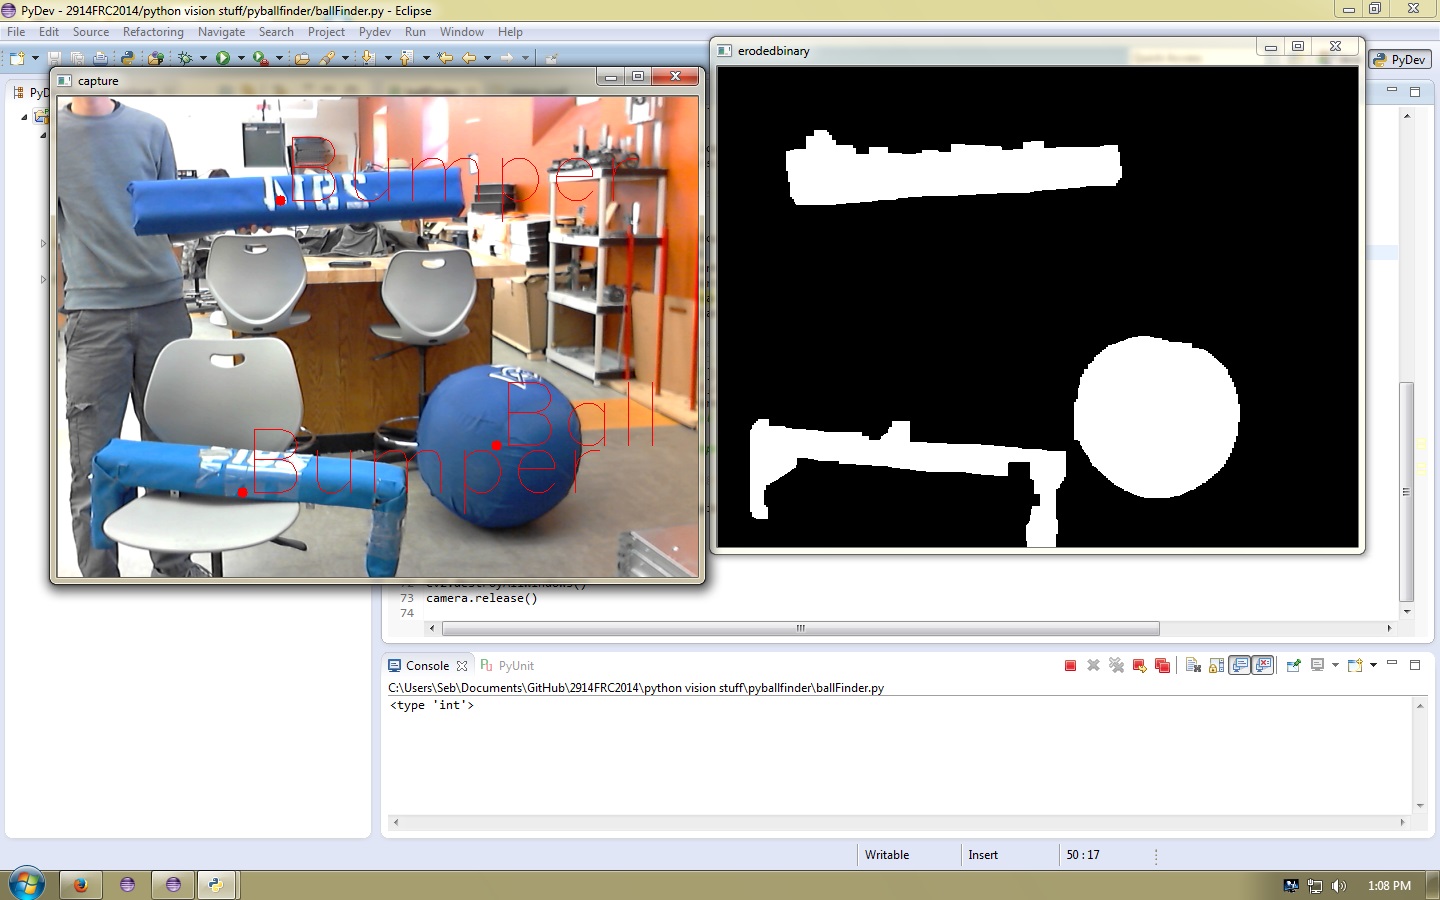 PyDev - 2914FRC2014/python vision stuff/pyballfinder/ballFinder.py - Eclipse
File Edit Source Refactoring Navigate Search Project Pydev Run Window Help
erodedbinary
PyDev
capture
Bumper
Ball
Bumper
73 camera.release()
74
Console PyUnit
C:\Users\Seb\Documents\GitHub\2914FRC2014\python vision stuff\pyballfinder\ballFinder.py
<type 'int'>
Writable Insert 50 : 17
1:08 PM